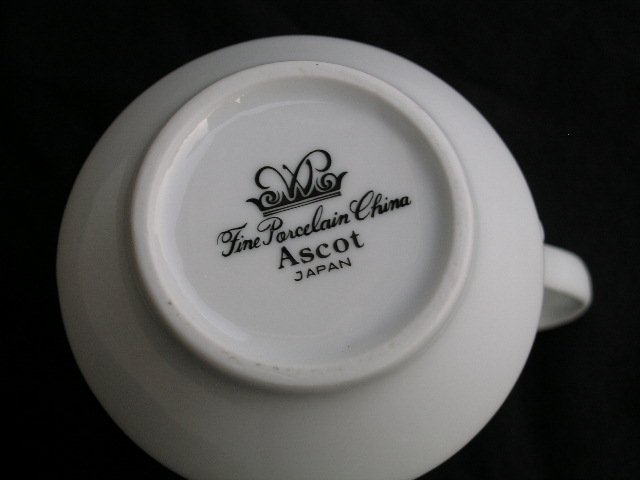 Fine Porcelain China
Ascot
JAPAN